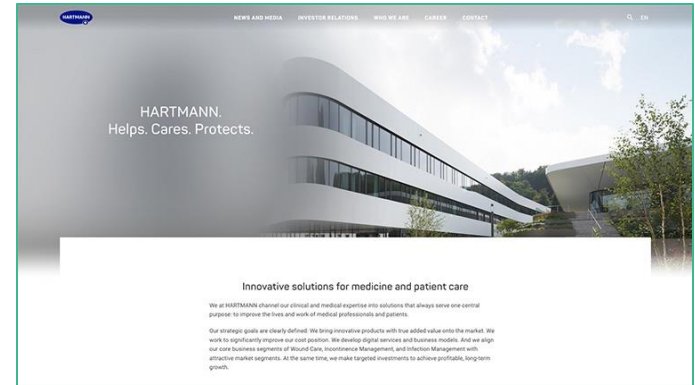 HARTMANN
NEWS AND MEDIA INVESTOR RELATIONS WHO WE ARE CAREER CONTACT EN
HARTMANN.
Helps. Cares. Protects.
Innovative solutions for medicine and patient care
We at HARTMANN channel our clinical and medical expertise into solutions that always serve one central
purpose: to improve the lives and work of medical professionals and patients.
Our strategic goals are clearly defined: We bring innovative products with true added value onto the market. We
work to significantly improve our cost position. We develop digital services and business models. And we align
our core business segments of Wound Care, Incontinence Management, and Infection Management with
attractive market segments. At the same time, we make targeted investments to achieve profitable, long-term
growth.